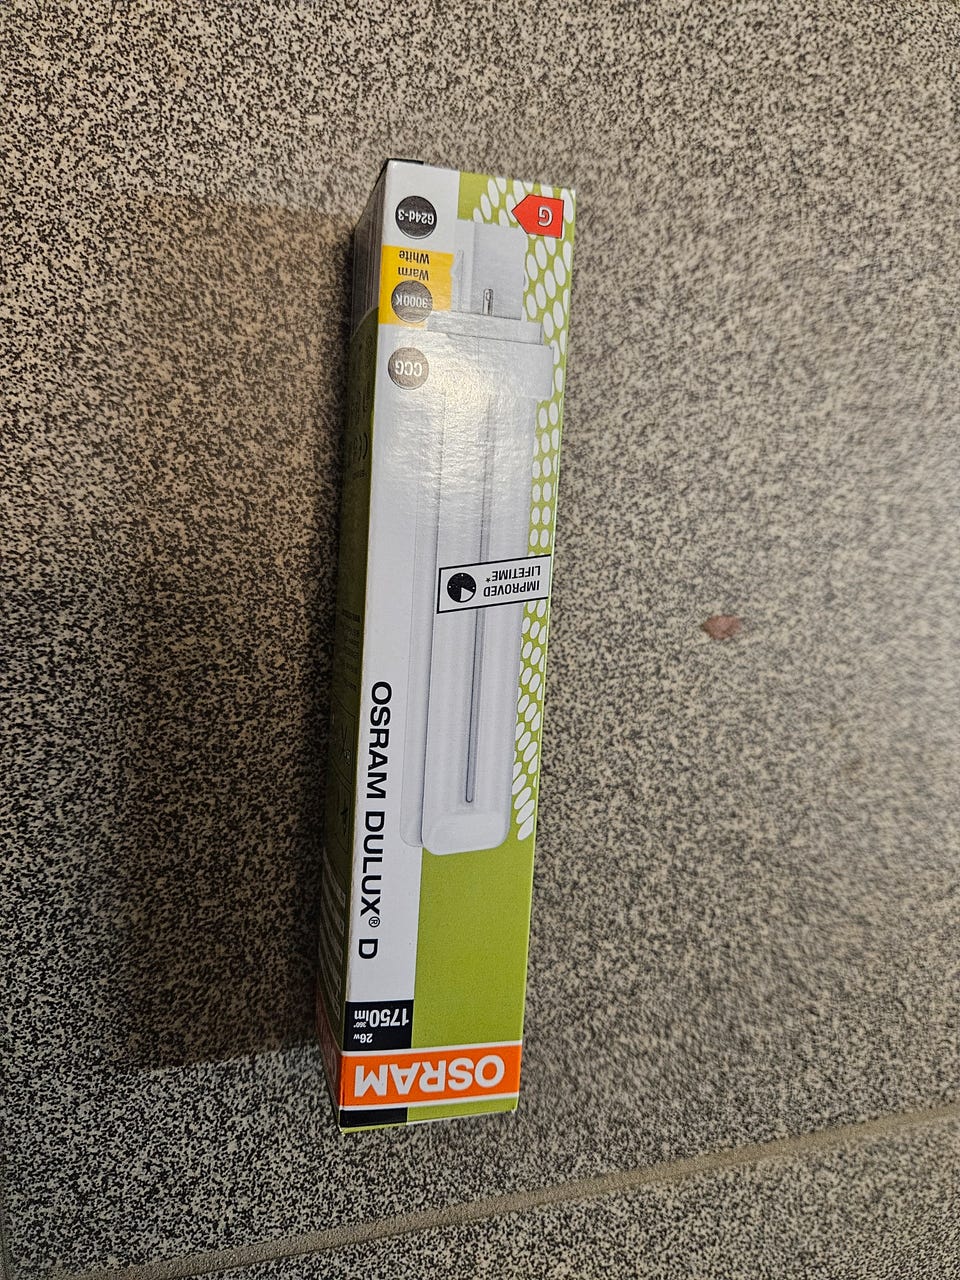 OSRAM
26W
1750lm
360°
OSRAM DULUX® D
IMPROVED
LIFETIME*
CCG
3000K
Warm
White
G24d-3
G